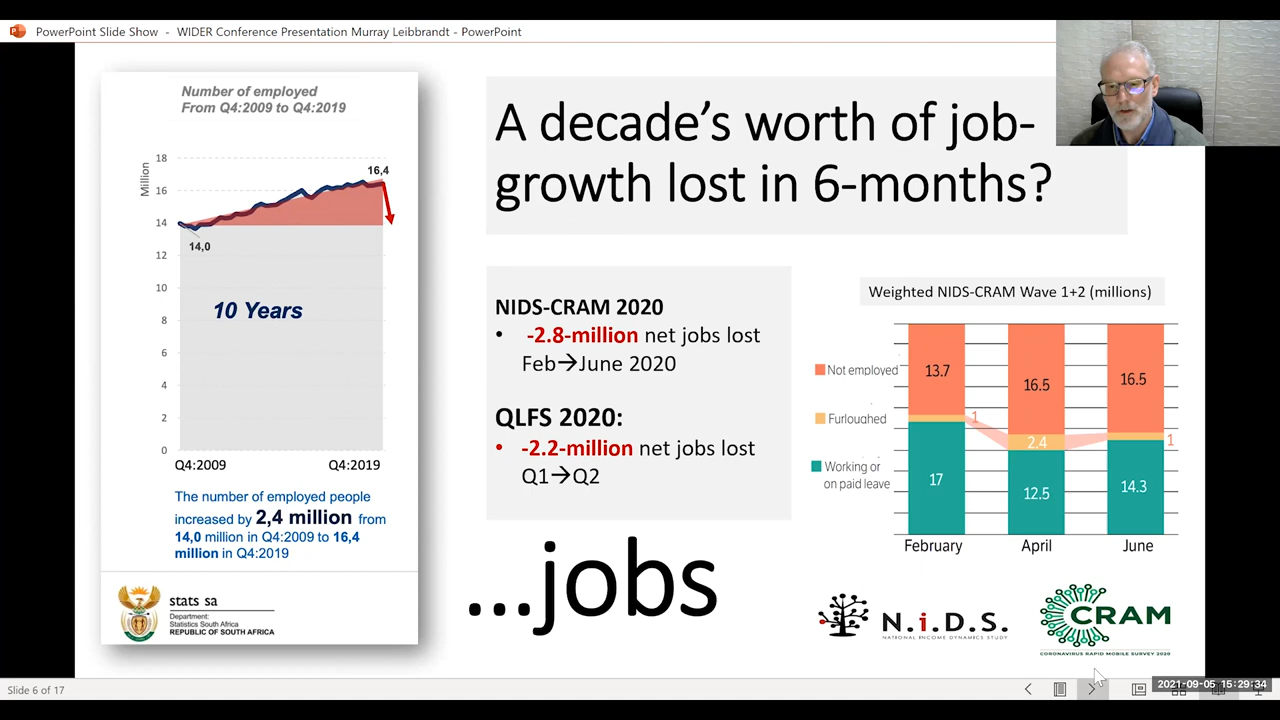 PowerPoint Slide Show - WIDER Conference Presentation Murray Leibbrandt - PowerPoint
Number of employed
From Q4:2009 to Q4:2019
Million
18
16
14
12
10
8
6
4
2
0
16,4
14,0
10 Years
Q4:2009
Q4:2019
The number of employed people
increased by 2,4 million from
14,0 million in Q4:2009 to 16,4
million in Q4:2019
stats sa
Department:
Statistics South Africa
REPUBLIC OF SOUTH AFRICA
A decade's worth of job-
growth lost in 6-months?
NIDS-CRAM 2020
• -2.8-million net jobs lost
Feb→June 2020
QLFS 2020:
• -2.2-million net jobs lost
Q1→Q2
...jobs
Weighted NIDS-CRAM Wave 1+2 (millions)
Not employed
Furloughed
Working or
on paid leave
13.7
1
17
16.5
2.4
12.5
16.5
1
14.3
February
April
June
N.i.D.S.
NATIONAL INCOME DYNAMICS STUDY
CRAM
CORONAVIRUS RAPID MOBILE SURVEY 2020
Slide 6 of 17
2021-09-05 15:29:34